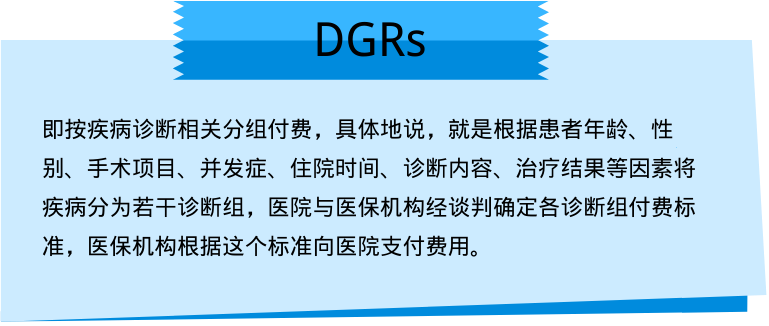 DGRs
即按疾病诊断相关分组付费，具体地说，就是根据患者年龄、性
别、手术项目、并发症、住院时间、诊断内容、治疗结果等因素将
疾病分为若干诊断组，医院与医保机构经谈判确定各诊断组付费标
准，医保机构根据这个标准向医院支付费用。